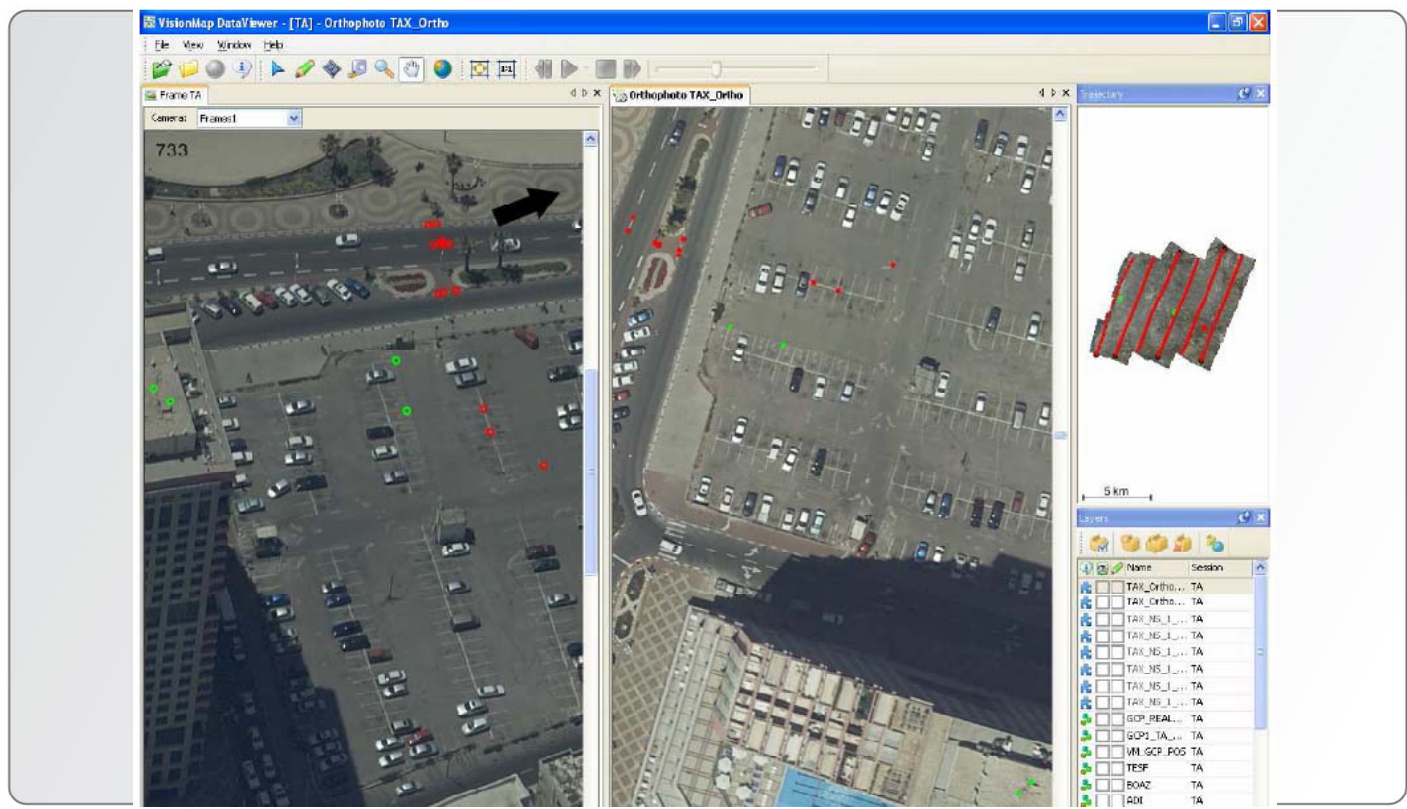 VisionMap DataViewer - [TA] - Orthophoto TAX_Ortho
File View Window Help
Frame TA
Orthophoto TAX_Ortho
Trajectory
Camera: Frames1
733
5 km
Layers
Name Session
TAX_Ortho... TA
TAX_Ortho... TA
TAX_NS_1_... TA
TAX_NS_1_... TA
TAX_NS_1_... TA
TAX_NS_1_... TA
TAX_NS_1_... TA
TAX_NS_1_... TA
GCP_REAL... TA
GCP1_TA_... TA
VM_GCP_POS TA
TESF TA
BOAZ TA
ADI TA